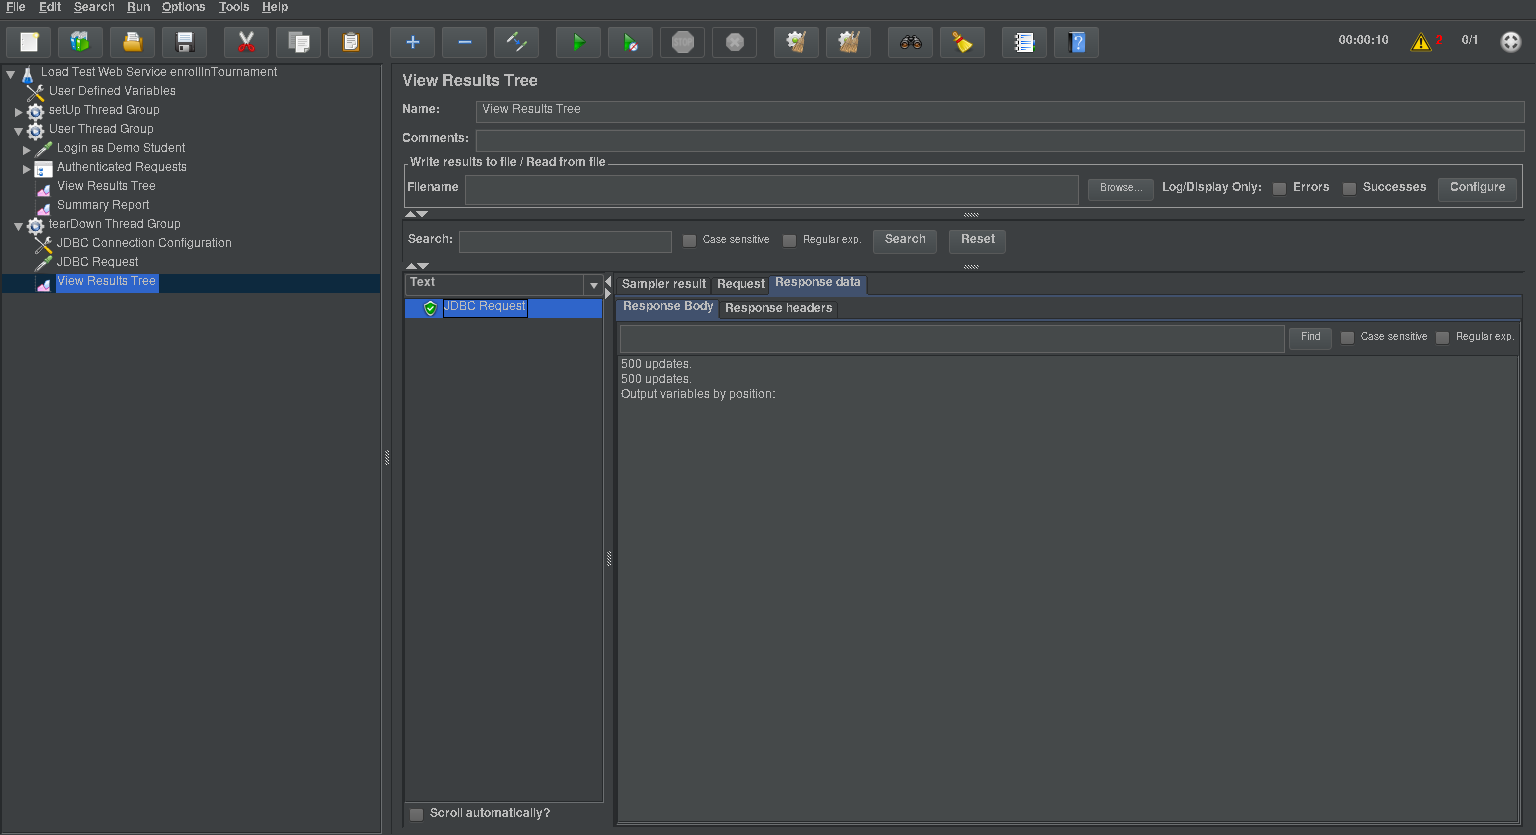 File Edit Search Run Options Tools Help
STOP
00:00:10 2 0/1
Load Test Web Service enrollInTournament
User Defined Variables
setUp Thread Group
User Thread Group
Login as Demo Student
Authenticated Requests
View Results Tree
Summary Report
tearDown Thread Group
JDBC Connection Configuration
JDBC Request
View Results Tree
View Results Tree
Name: View Results Tree
Comments:
Write results to file / Read from file
Filename Browse... Log/Display Only: Errors Successes Configure
Search: Case sensitive Regular exp. Search Reset
Text
JDBC Request
Scroll automatically?
Sampler result Request Response data
Response Body Response headers
Find Case sensitive Regular exp.
500 updates.
500 updates.
Output variables by position: